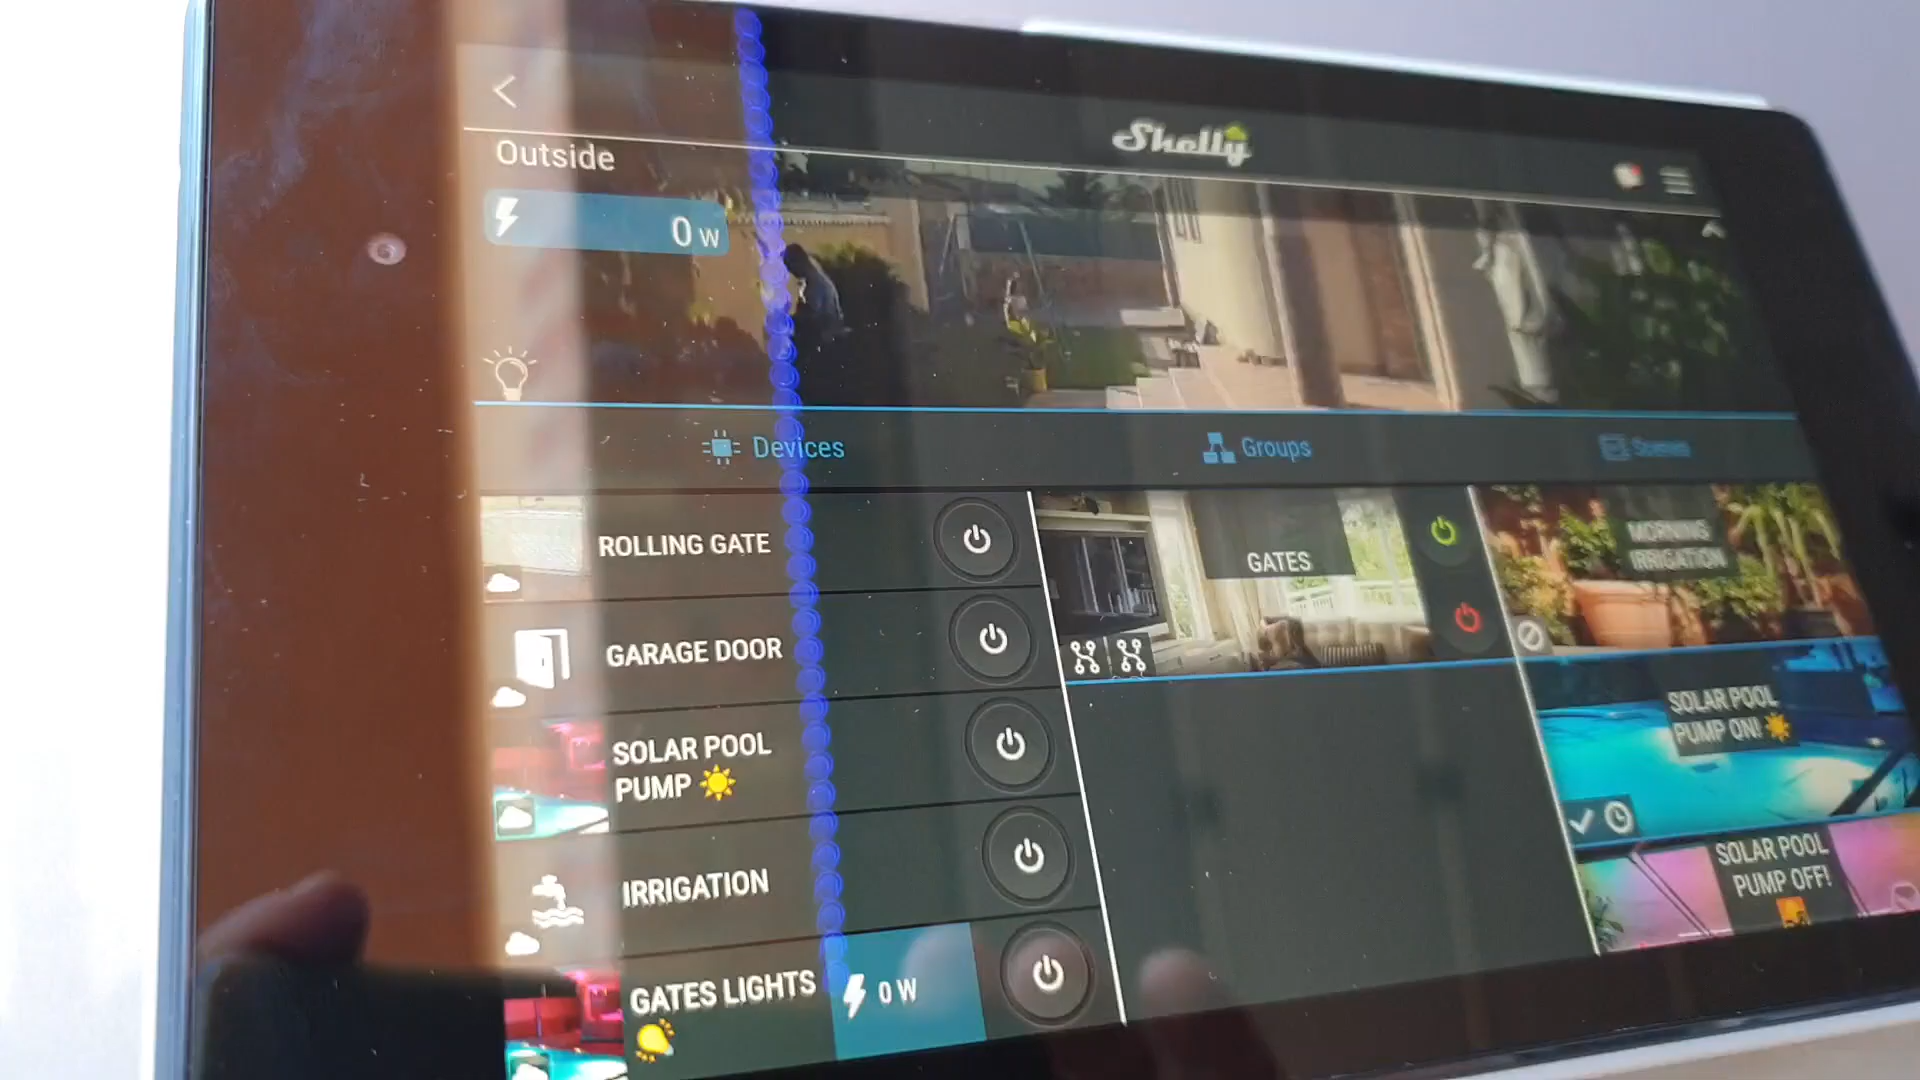 Shelly
Outside
0 W
Devices
Groups
Scenes
ROLLING GATE
GARAGE DOOR
SOLAR POOL
PUMP
IRRIGATION
GATES LIGHTS
0 W
GATES
MORNING
IRRIGATION
SOLAR POOL
PUMP ON!
SOLAR POOL
PUMP OFF!